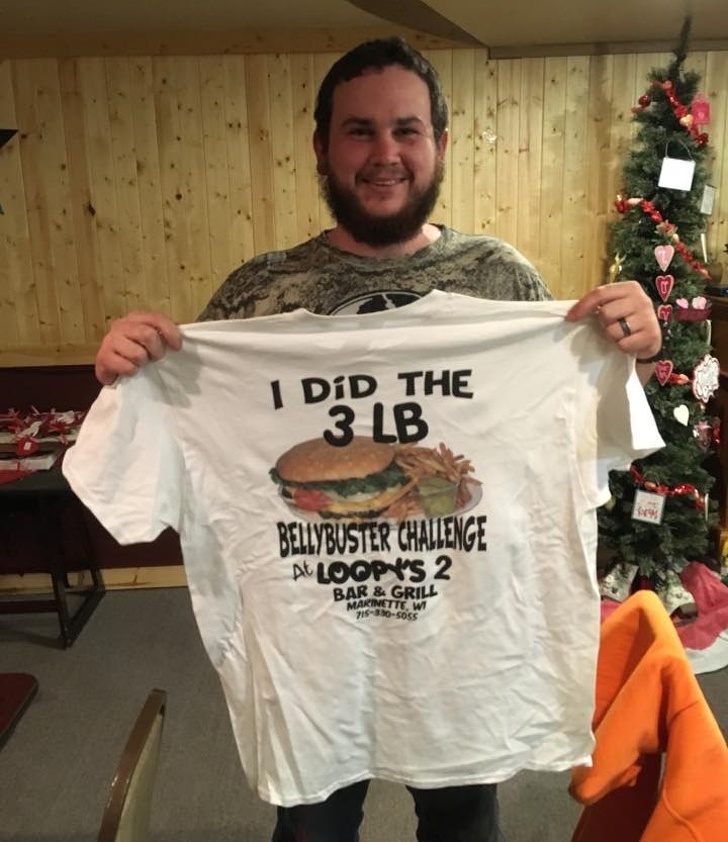 I DiD THE
3 LB
BELLYBUSTER CHALLENGE
At LOOPY'S 2
BAR & GRILL
MARINETTE, WI
715-330-5055